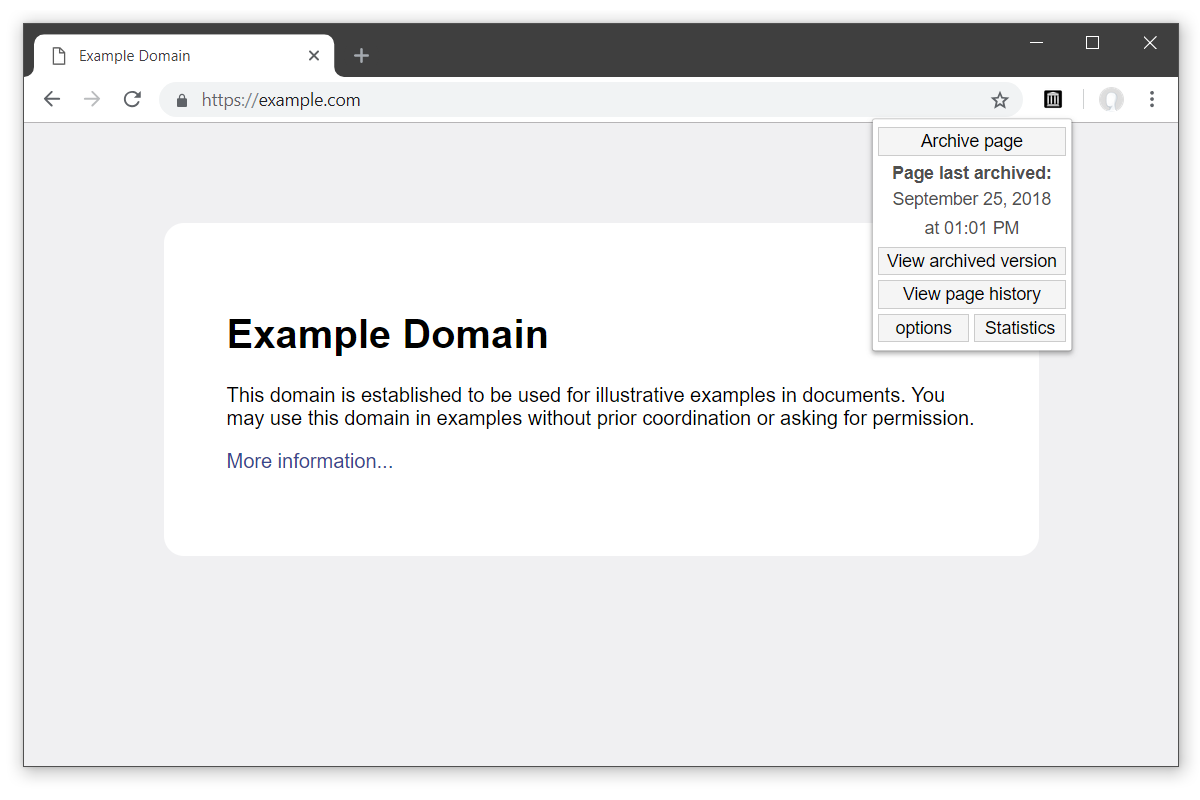 Example Domain
https://example.com
Archive page
Page last archived:
September 25, 2018
at 01:01 PM
View archived version
View page history
options Statistics
Example Domain
This domain is established to be used for illustrative examples in documents. You
may use this domain in examples without prior coordination or asking for permission.
More information...